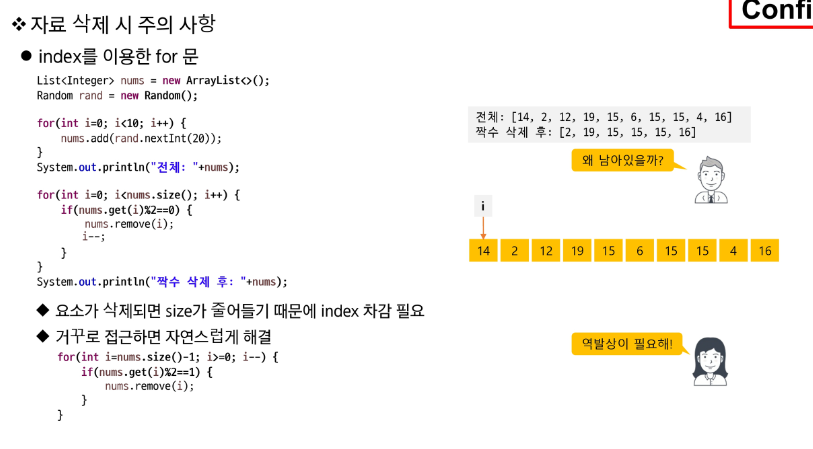 Confi
❖ 자료 삭제 시 주의 사항
● index를 이용한 for 문
List<Integer> nums = new ArrayList<>();
Random rand = new Random();
for(int i=0; i<10; i++) {
nums.add(rand.nextInt(20));
}
System.out.println("전체: "+nums);
for(int i=0; i<nums.size(); i++) {
if(nums.get(i)%2==0) {
nums.remove(i);
i--;
}
}
System.out.println("짝수 삭제 후: "+nums);
◆ 요소가 삭제되면 size가 줄어들기 때문에 index 차감 필요
◆ 거꾸로 접근하면 자연스럽게 해결
for(int i=nums.size()-1; i>=0; i--) {
if(nums.get(i)%2==1) {
nums.remove(i);
}
}
전체: [14, 2, 12, 19, 15, 6, 15, 15, 4, 16]
짝수 삭제 후: [2, 19, 15, 15, 15, 16]
왜 남아있을까?
i
14 2 12 19 15 6 15 15 4 16
역발상이 필요해!